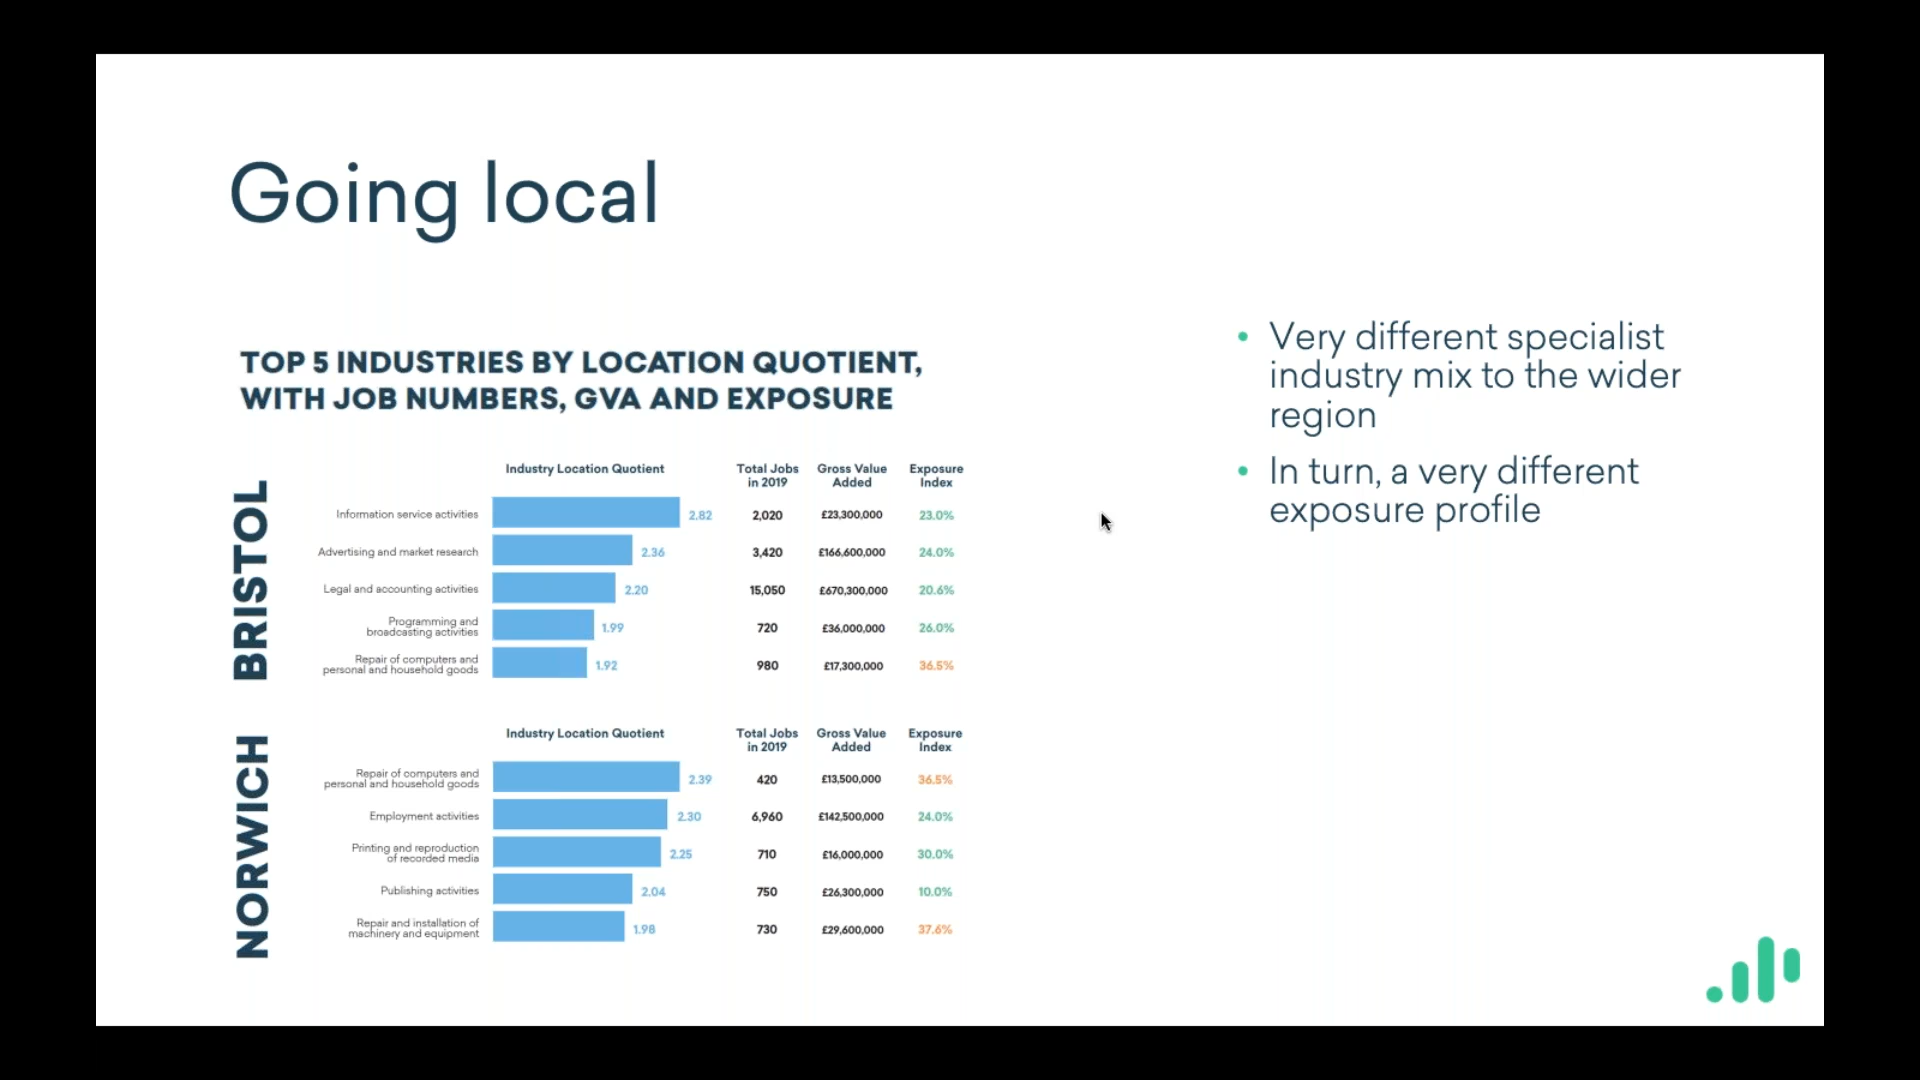 Going local
TOP 5 INDUSTRIES BY LOCATION QUOTIENT,
WITH JOB NUMBERS, GVA AND EXPOSURE
BRISTOL
Industry Location Quotient
Total Jobs
in 2019
Gross Value
Added
Exposure
Index
Information service activities 2.82 2,020 £23,300,000 23.0%
Advertising and market research 2.36 3,420 £166,600,000 24.0%
Legal and accounting activities 2.20 15,050 £670,300,000 20.6%
Programming and
broadcasting activities 1.99 720 £36,000,000 26.0%
Repair of computers and
personal and household goods 1.92 980 £17,300,000 36.5%
NORWICH
Industry Location Quotient
Total Jobs
in 2019
Gross Value
Added
Exposure
Index
Repair of computers and
personal and household goods 2.39 420 £13,500,000 36.5%
Employment activities 2.30 6,960 £142,500,000 24.0%
Printing and reproduction
of recorded media 2.25 710 £16,000,000 30.0%
Publishing activities 2.04 750 £26,300,000 10.0%
Repair and installation of
machinery and equipment 1.98 730 £29,600,000 37.6%
• Very different specialist
industry mix to the wider
region
• In turn, a very different
exposure profile